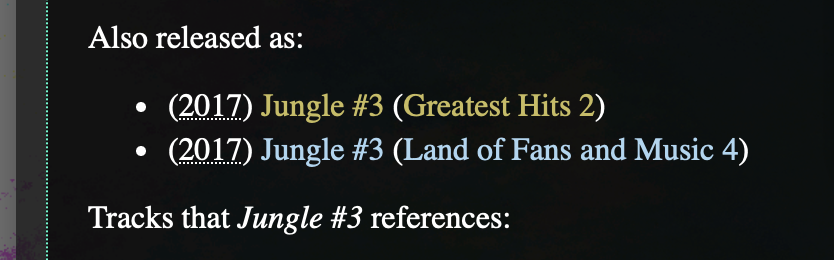 Also released as:
• (2017) Jungle #3 (Greatest Hits 2)
• (2017) Jungle #3 (Land of Fans and Music 4)
Tracks that Jungle #3 references: